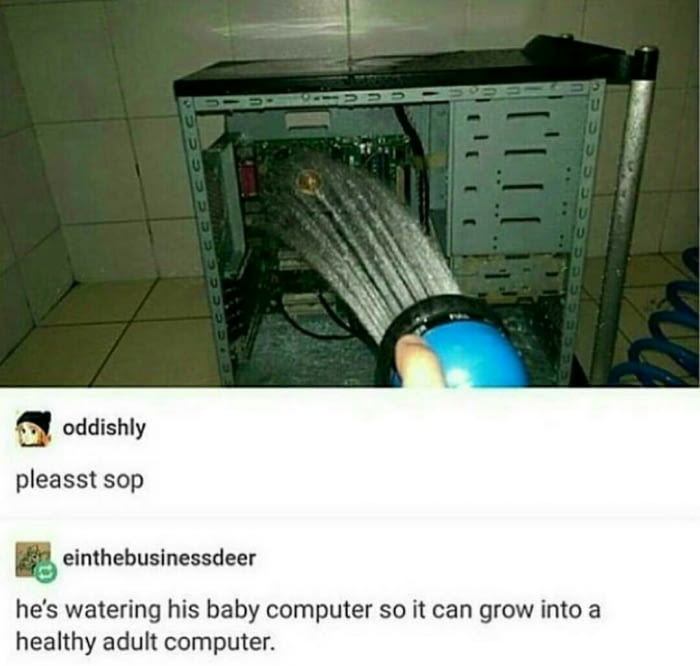 oddishly
pleasst sop
einthebusinessdeer
he's watering his baby computer so it can grow into a
healthy adult computer.